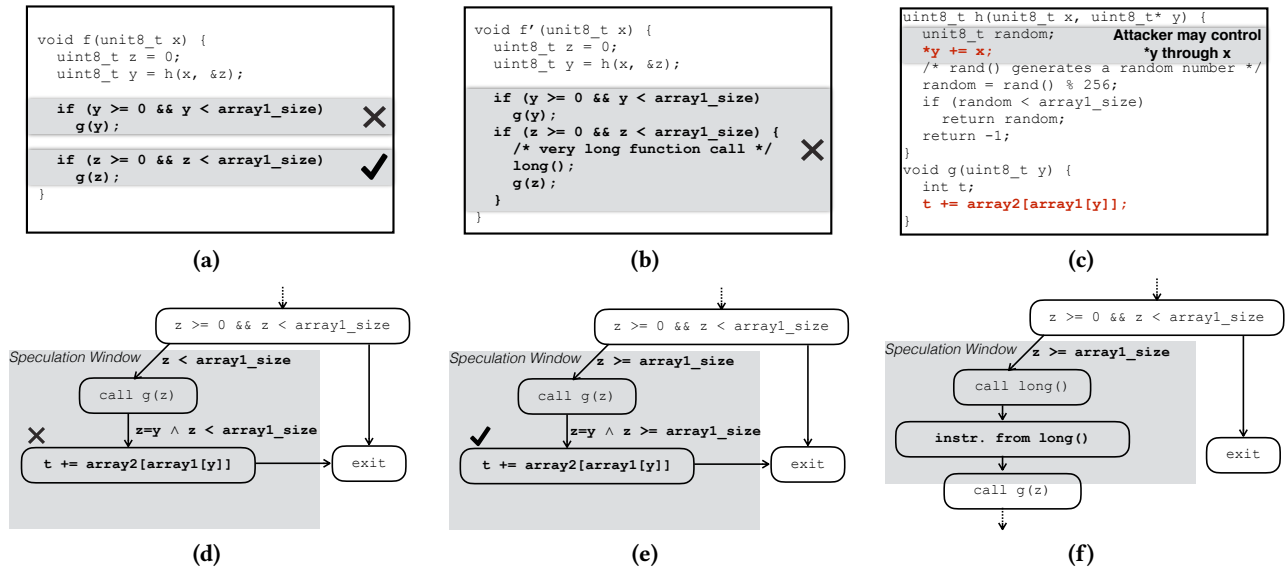 void f(unit8_t x) {
uint8_t z = 0;
uint8_t y = h(x, &z);
if (y >= 0 && y < array1_size)
g(y);
if (z >= 0 && z < array1_size)
g(z);
}
(a)
void f'(unit8_t x) {
uint8_t z = 0;
uint8_t y = h(x, &z);
if (y >= 0 && y < array1_size)
g(y);
if (z >= 0 && z < array1_size) {
/* very long function call */
long();
g(z);
}
}
(b)
uint8_t h(unit8_t x, uint8_t* y) {
unit8_t random;
*y += x;
Attacker may control
*y through x
/* rand() generates a random number */
random = rand() % 256;
if (random < array1_size)
return random;
return -1;
}
void g(uint8_t y) {
int t;
t += array2[array1[y]];
}
(c)
z >= 0 && z < array1_size
Speculation Window
z < array1_size
call g(z)
z=y ∧ z < array1_size
t += array2[array1[y]]
exit
(d)
z >= 0 && z < array1_size
Speculation Window
z >= array1_size
call g(z)
z=y ∧ z >= array1_size
t += array2[array1[y]]
exit
(e)
z >= 0 && z < array1_size
Speculation Window
z >= array1_size
call long()
instr. from long()
exit
call g(z)
(f)